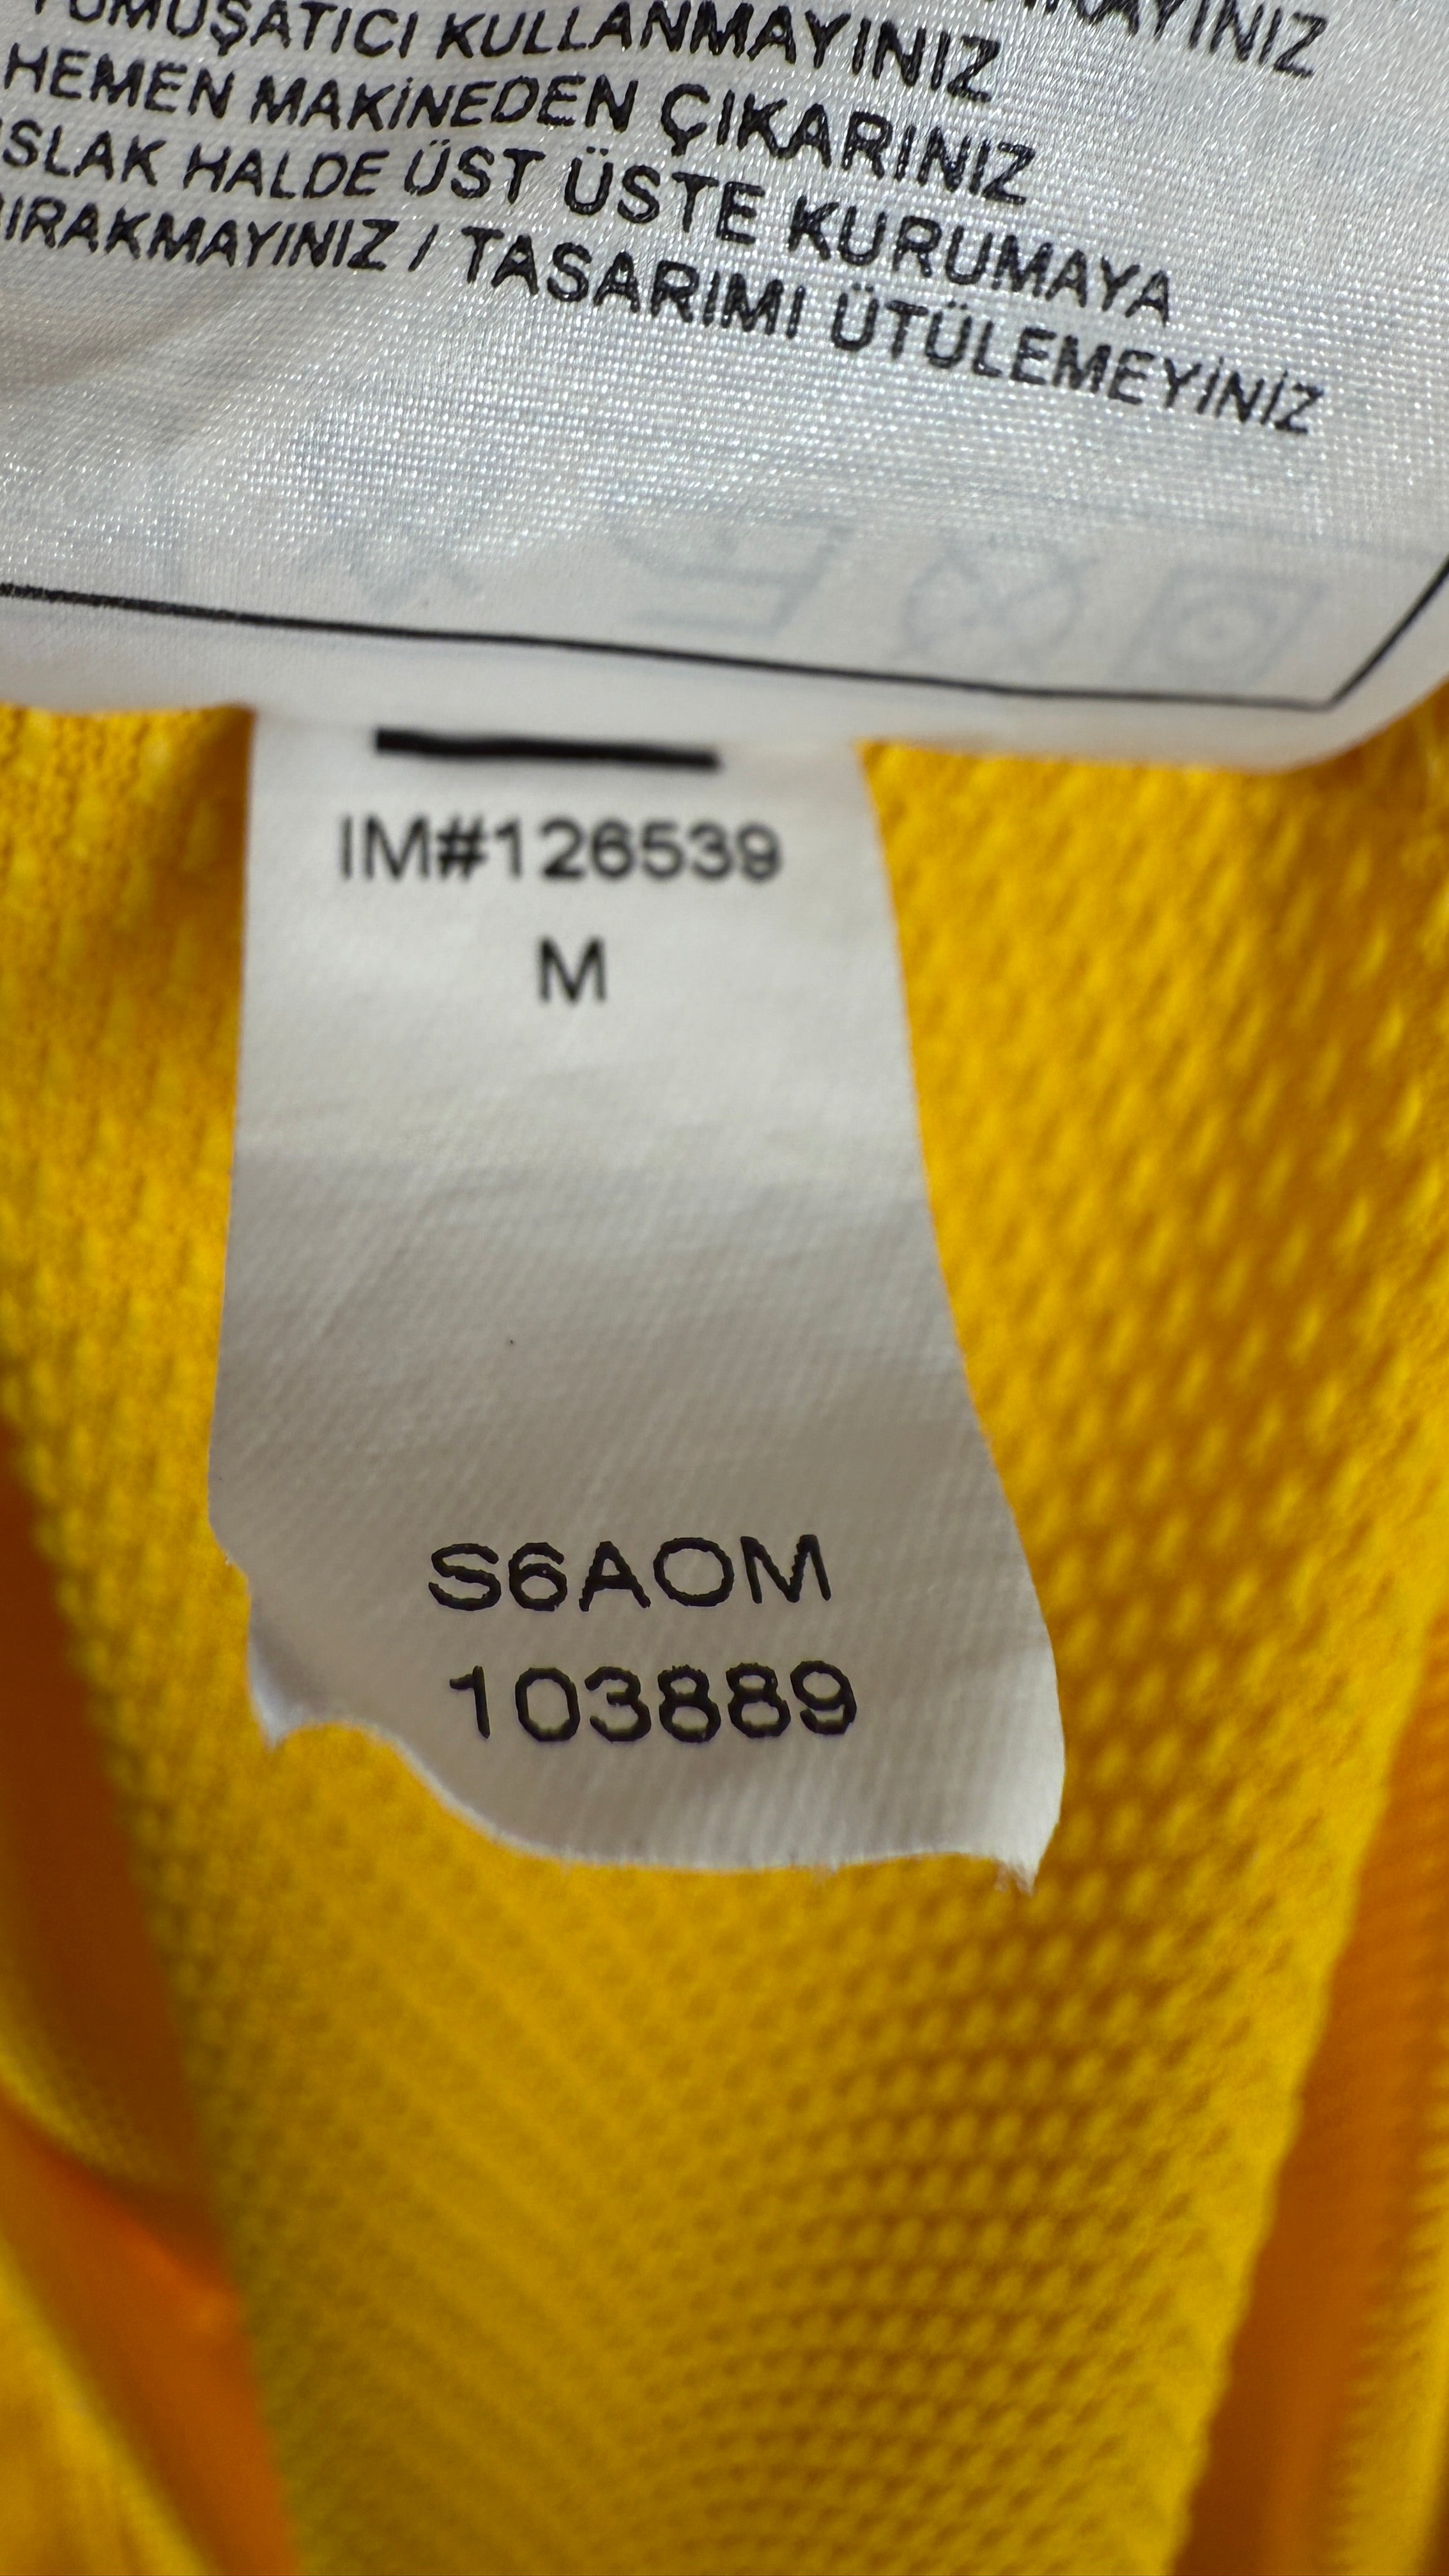 YUMUŞATICI KULLANMAYINIZ
HEMEN MAKİNEDEN ÇIKARINIZ
ISLAK HALDE ÜST ÜSTE KURUMAYA
BIRAKMAYINIZ / TASARIMI ÜTÜLEMEYİNİZ
IM#126539
M
S6AOM
103889